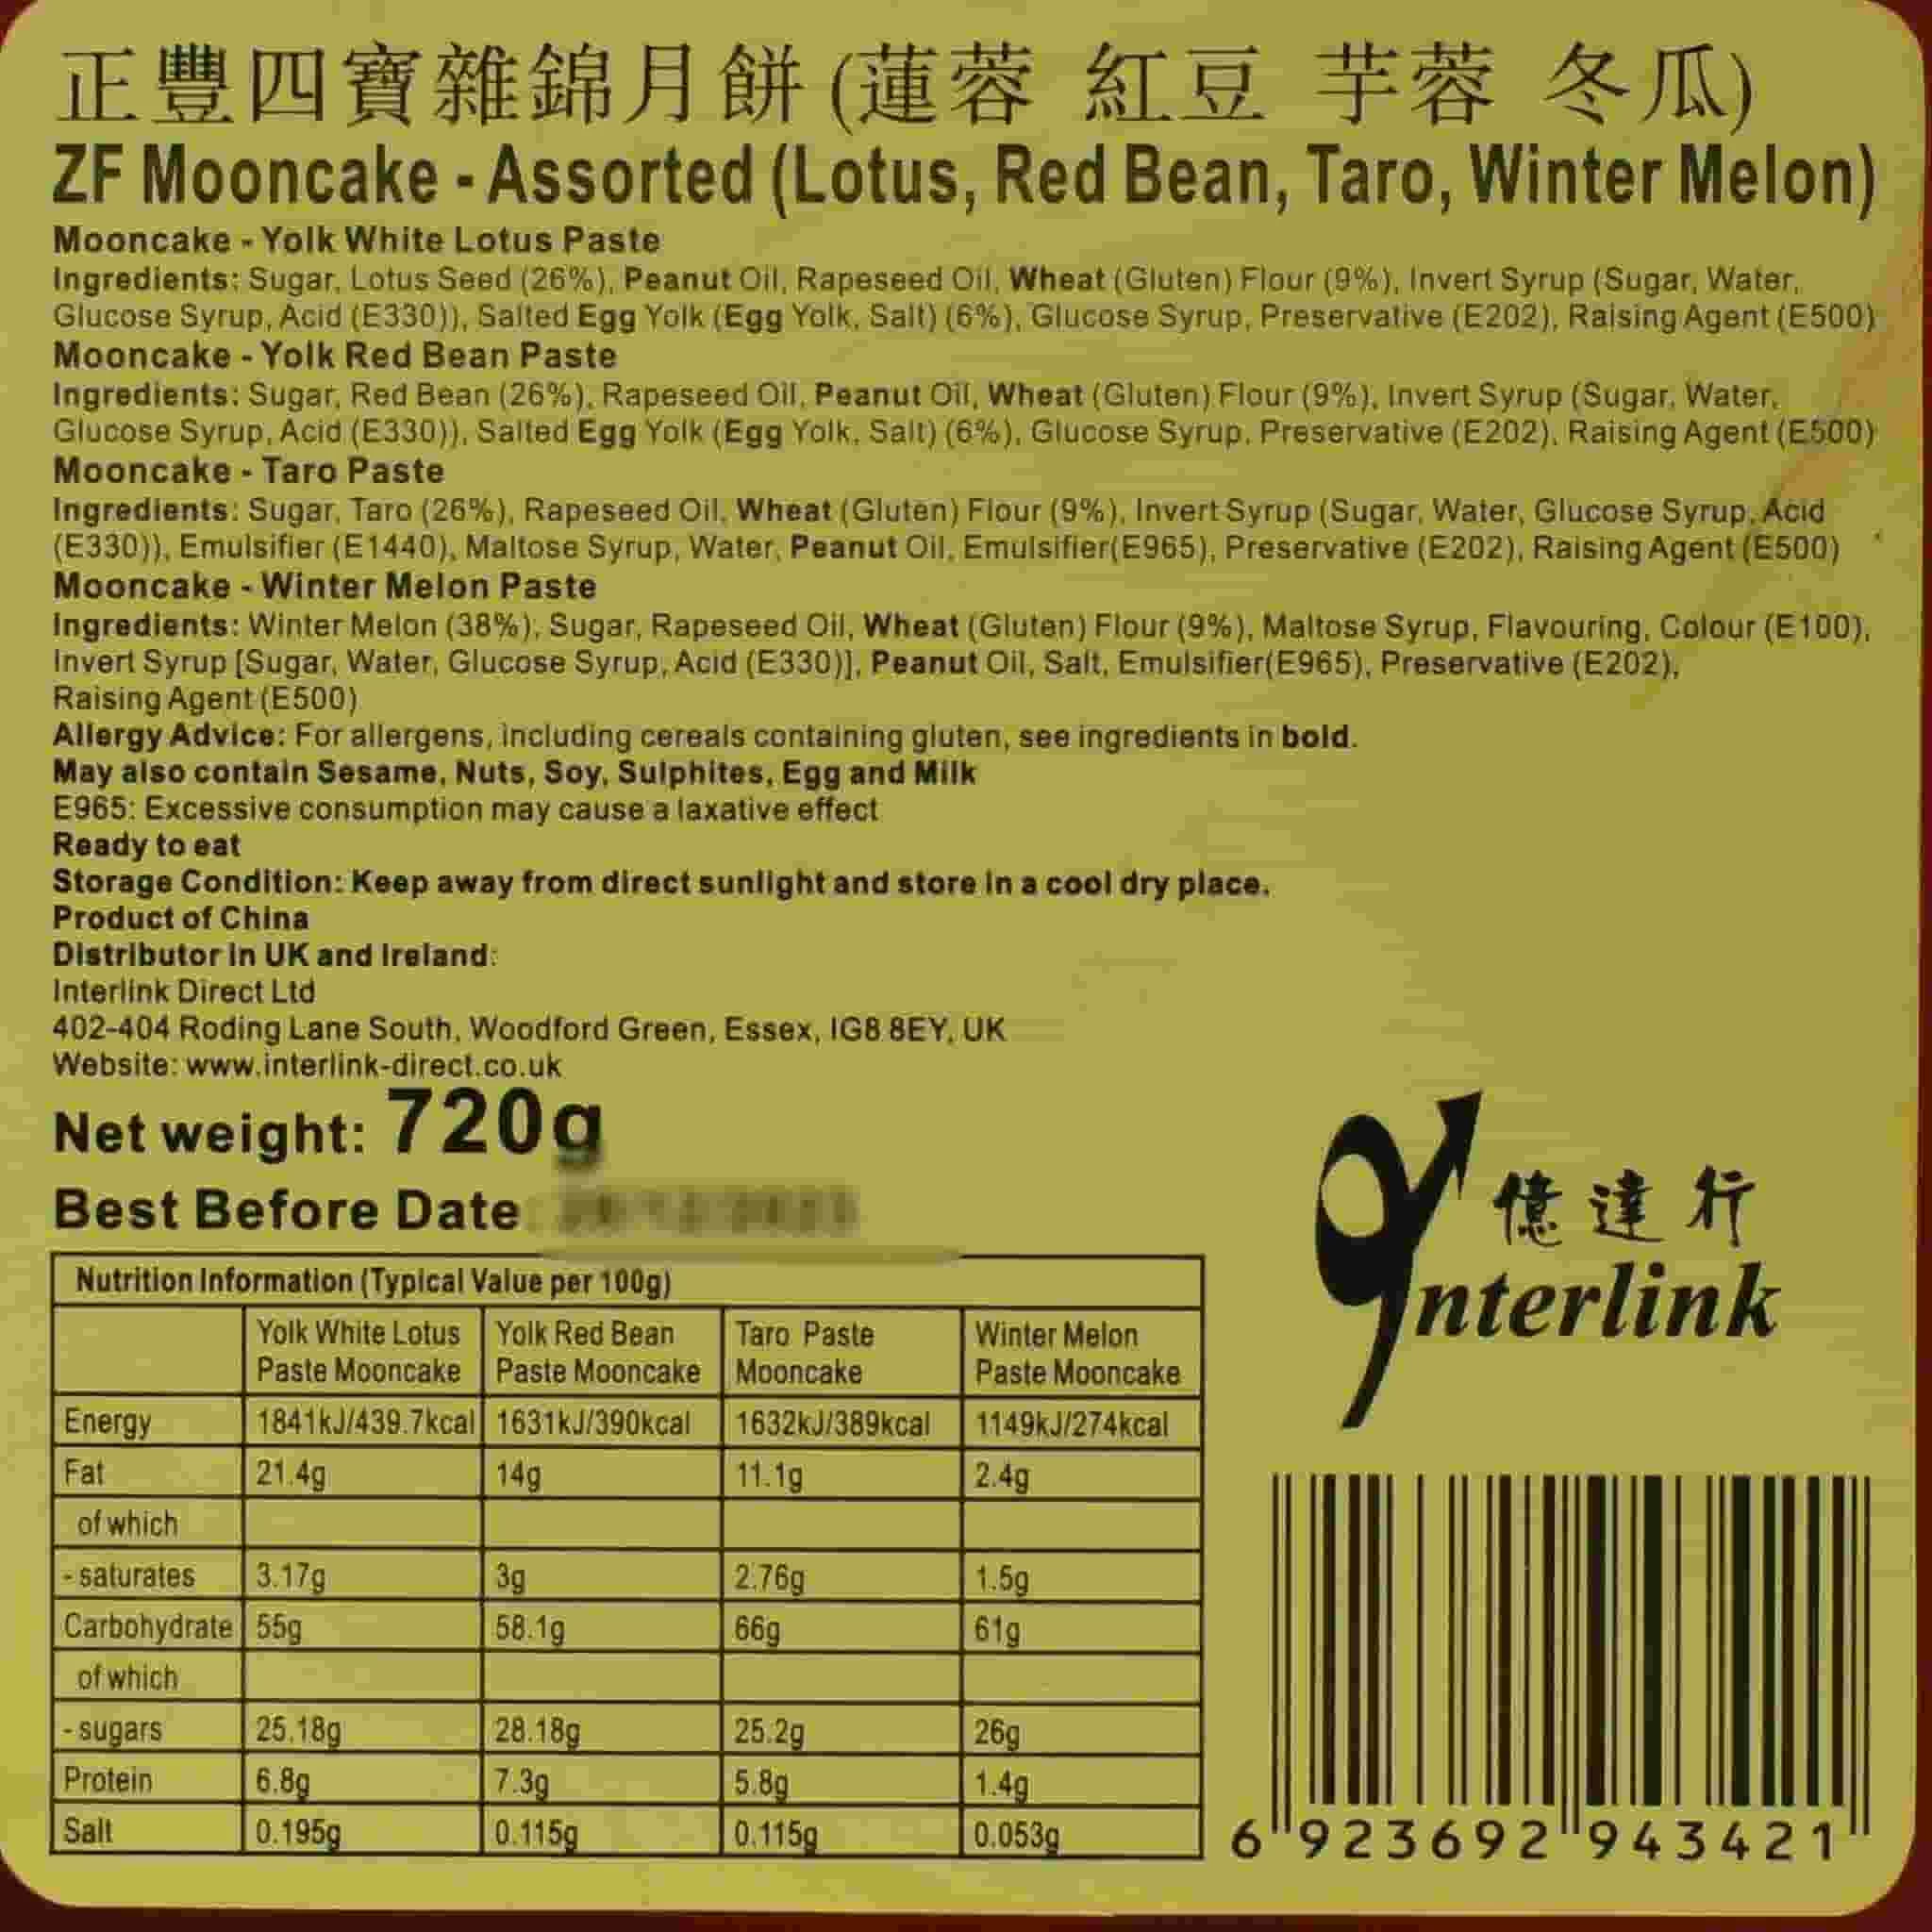 正豐四寶雜錦月餅(蓮蓉 紅豆 芋蓉 冬瓜)
ZF Mooncake - Assorted (Lotus, Red Bean, Taro, Winter Melon)
Mooncake - Yolk White Lotus Paste
Ingredients: Sugar, Lotus Seed (26%), Peanut Oil, Rapeseed Oil, Wheat (Gluten) Flour (9%), Invert Syrup (Sugar, Water,
Glucose Syrup, Acid (E330)), Salted Egg Yolk (Egg Yolk, Salt) (6%), Glucose Syrup, Preservative (E202), Raising Agent (E500)
Mooncake - Yolk Red Bean Paste
Ingredients: Sugar, Red Bean (26%), Rapeseed Oil, Peanut Oil, Wheat (Gluten) Flour (9%), Invert Syrup (Sugar, Water,
Glucose Syrup, Acid (E330)), Salted Egg Yolk (Egg Yolk, Salt) (6%), Glucose Syrup, Preservative (E202), Raising Agent (E500)
Mooncake - Taro Paste
Ingredients: Sugar, Taro (26%), Rapeseed Oil, Wheat (Gluten) Flour (9%), Invert Syrup (Sugar, Water, Glucose Syrup, Acid
(E330)), Emulsifier (E1440), Maltose Syrup, Water, Peanut Oil, Emulsifier(E965), Preservative (E202), Raising Agent (E500)
Mooncake - Winter Melon Paste
Ingredients: Winter Melon (38%), Sugar, Rapeseed Oil, Wheat (Gluten) Flour (9%), Maltose Syrup, Flavouring, Colour (E100),
Invert Syrup [Sugar, Water, Glucose Syrup, Acid (E330)], Peanut Oil, Salt, Emulsifier(E965), Preservative (E202),
Raising Agent (E500)
Allergy Advice: For allergens, including cereals containing gluten, see ingredients in bold.
May also contain Sesame, Nuts, Soy, Sulphites, Egg and Milk
E965: Excessive consumption may cause a laxative effect
Ready to eat
Storage Condition: Keep away from direct sunlight and store in a cool dry place.
Product of China
Distributor in UK and Ireland:
Interlink Direct Ltd
402-404 Roding Lane South, Woodford Green, Essex, IG8 8EY, UK
Website: www.interlink-direct.co.uk
Net weight: 720g
Best Before Date
億達行
Interlink
Nutrition Information (Typical Value per 100g)
Yolk White Lotus Paste Mooncake Yolk Red Bean Paste Mooncake Taro Paste Mooncake Winter Melon Paste Mooncake
Energy 1841kJ/439.7kcal 1631kJ/390kcal 1632kJ/389kcal 1149kJ/274kcal
Fat 21.4g 14g 11.1g 2.4g
of which
- saturates 3.17g 3g 2.76g 1.5g
Carbohydrate 55g 58.1g 66g 61g
of which
- sugars 25.18g 28.18g 25.2g 26g
Protein 6.8g 7.3g 5.8g 1.4g
Salt 0.195g 0.115g 0.115g 0.053g
6 923692 943421